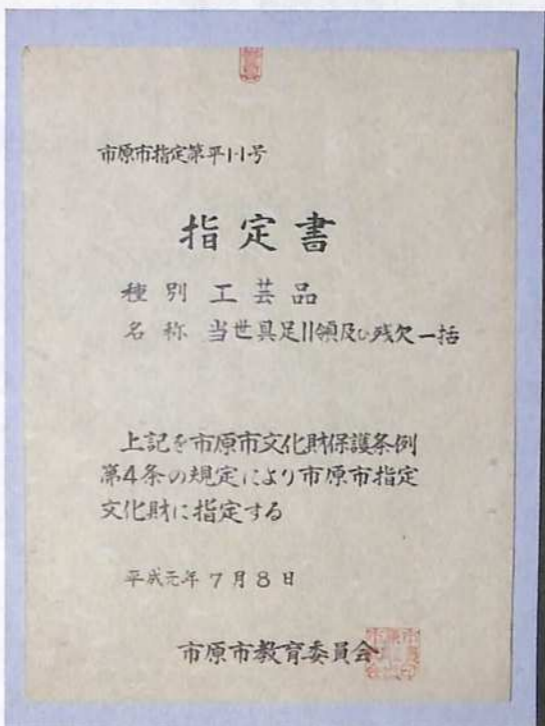 市原市指定第平1-1号
指定書
種別 工芸品
名称 当世具足11領及び残欠一括
上記を市原市文化財保護条例
第4条の規定により市原市指定
文化財に指定する
平成元年7月8日
市原市教育委員会